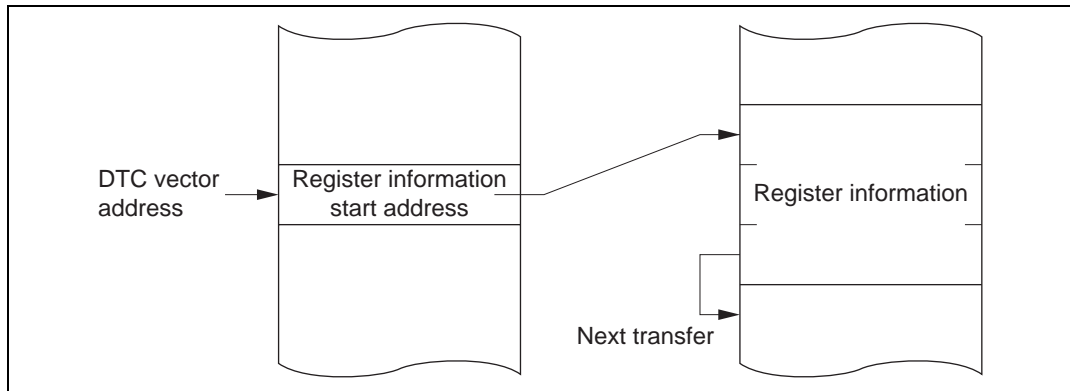 DTC vector
address
Register information
start address
Register information
Next transfer